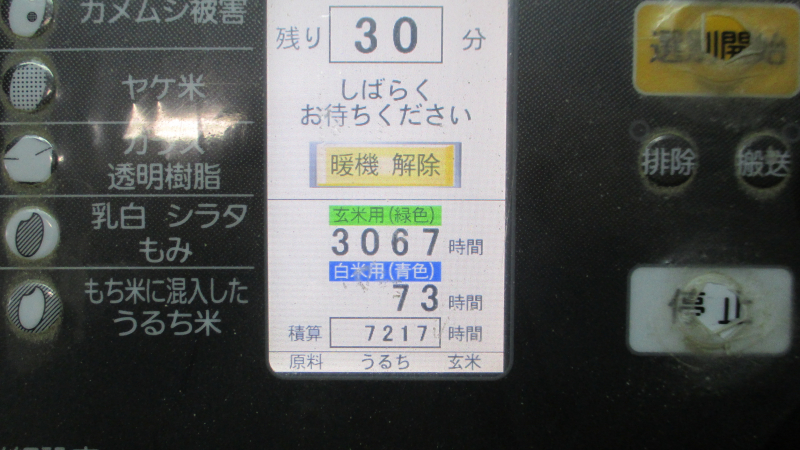 カメムシ被害
ヤケ米
ガラス
透明樹脂
乳白 シラタ
もみ
もち米に混入した
うるち米
残り 30 分
しばらく
お待ちください
暖機 解除
玄米用(緑色)
3067 時間
白米用(青色)
73 時間
積算 7217 時間
原料 うるち 玄米
選別開始
排除 搬送
停止